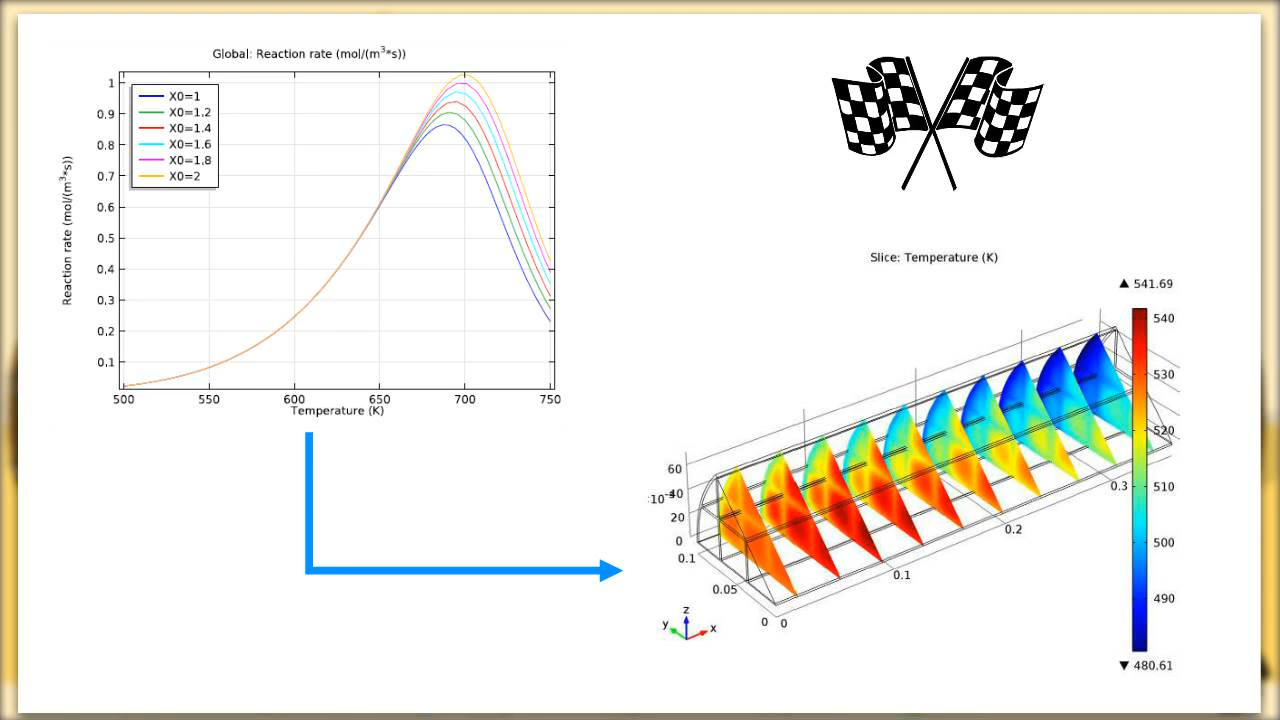 Global: Reaction rate (mol/(m³*s))
Reaction rate (mol/(m³*s))
X0=1
X0=1.2
X0=1.4
X0=1.6
X0=1.8
X0=2
1
0.9
0.8
0.7
0.6
0.5
0.4
0.3
0.2
0.1
500 550 600 650 700 750
Temperature (K)
Slice: Temperature (K)
541.69
540
530
520
510
500
490
480.61
60
40
20
0
0.1
0.05
0
0
0.1
0.2
0.3
z
y
x